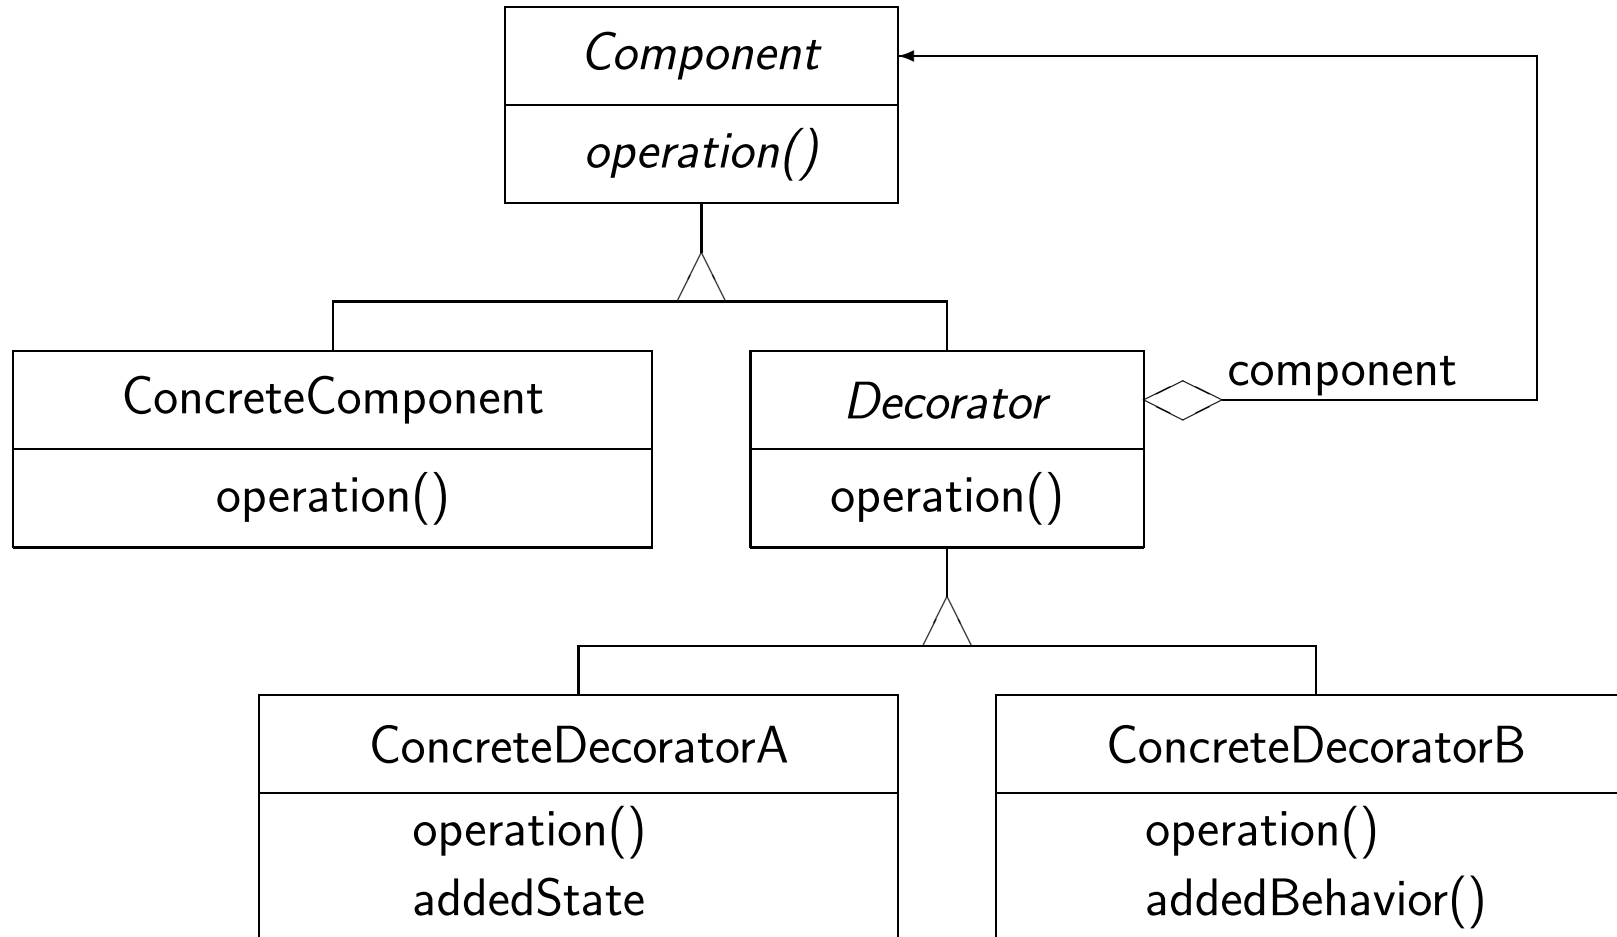 Component
operation()
component
ConcreteComponent
Decorator
operation()
operation()
ConcreteDecoratorA
ConcreteDecoratorB
operation()
operation()
addedState
addedBehavior()